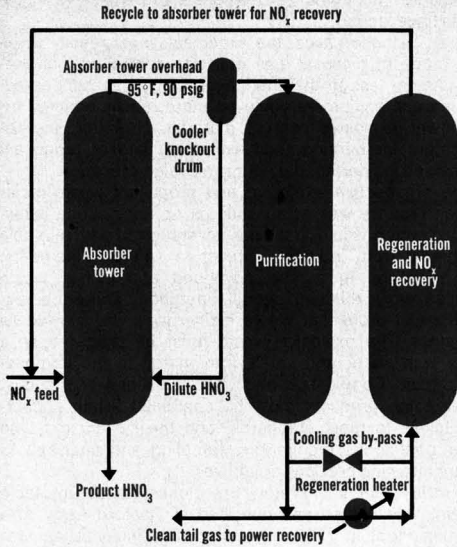 Recycle to absorber tower for NOx recovery
Absorber tower overhead
95°F, 90 psig
Cooler
knockout
drum
Absorber
tower
Purification
Regeneration
and NOx
recovery
NOx feed
Dilute HNO3
Product HNO3
Cooling gas by-pass
Regeneration heater
Clean tail gas to power recovery